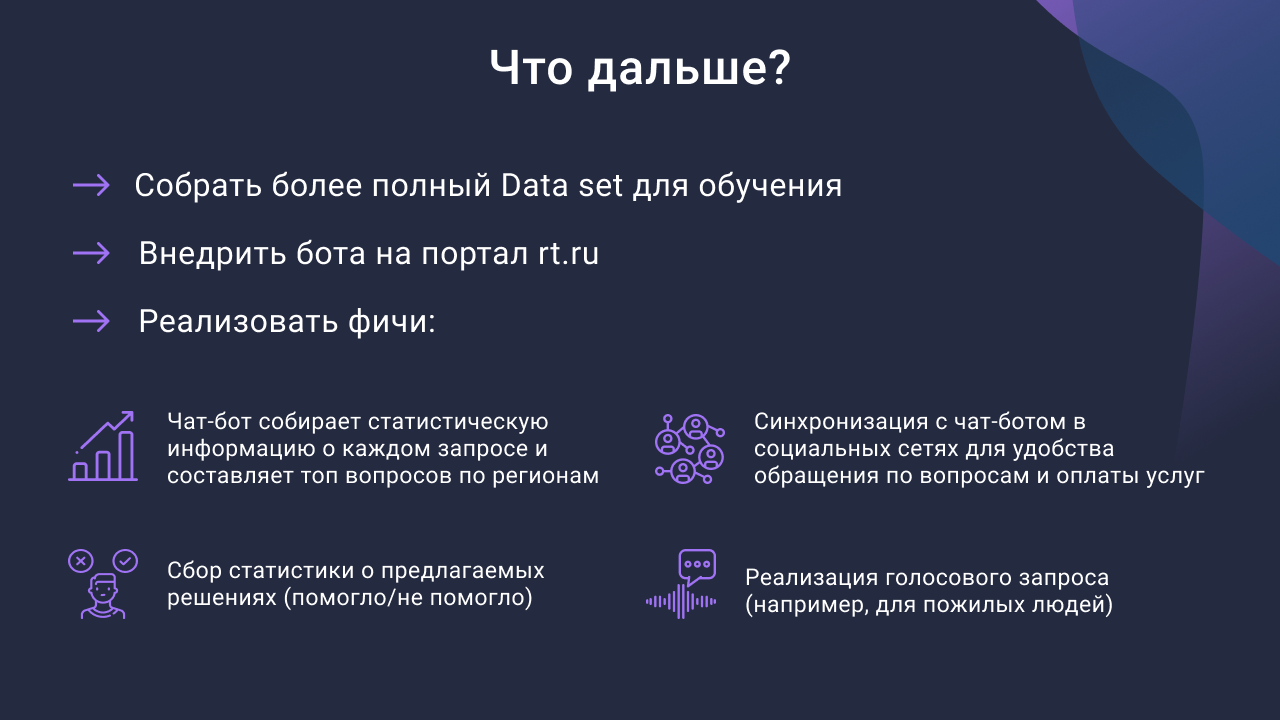 Что дальше?
Собрать более полный Data set для обучения
Внедрить бота на портал rt.ru
Реализовать фичи:
Чат-бот собирает статистическую
информацию о каждом запросе и
составляет топ вопросов по регионам
Синхронизация с чат-ботом в
социальных сетях для удобства
обращения по вопросам и оплаты услуг
Сбор статистики о предлагаемых
решениях (помогло/не помогло)
Реализация голосового запроса
(например, для пожилых людей)